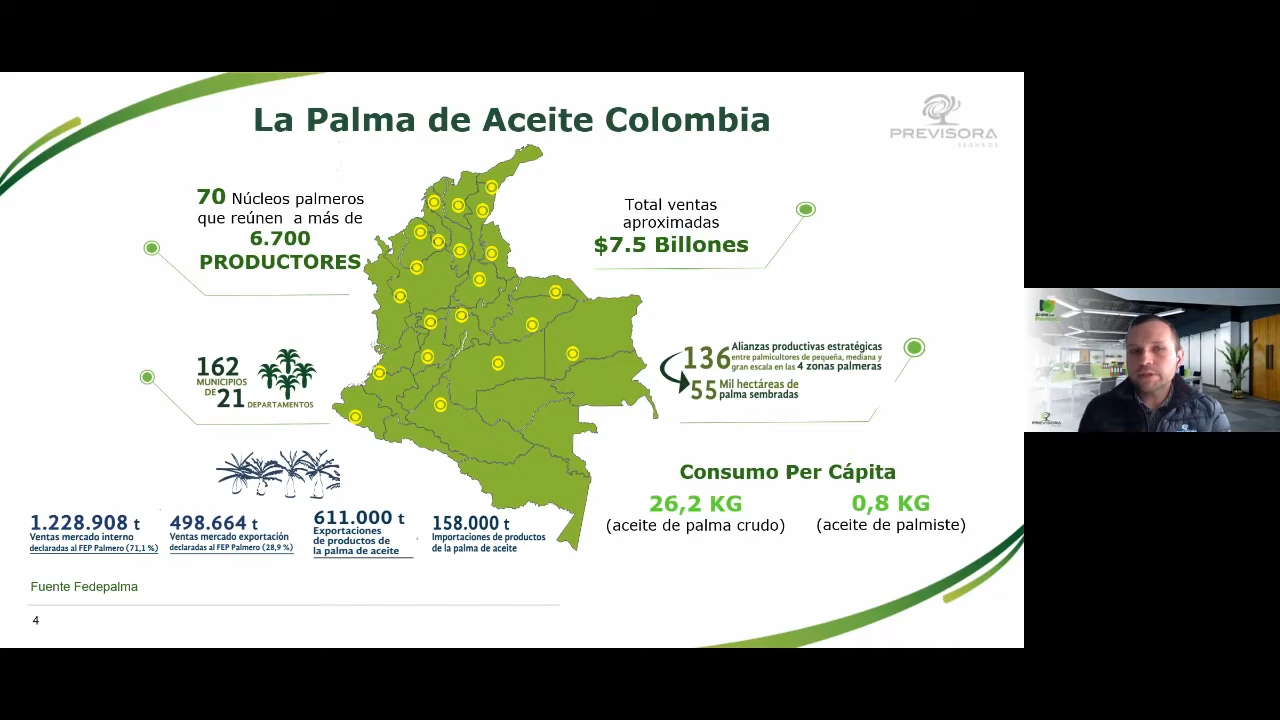 La Palma de Aceite Colombia
PREVISORA
SEGUROS
70 Núcleos palmeros
que reúnen a más de
6.700
PRODUCTORES
Total ventas
aproximadas
$7.5 Billones
162
MUNICIPIOS
DE
21 DEPARTAMENTOS
136 Alianzas productivas estratégicas
entre palmicultores de pequeña, mediana y
gran escala en las 4 zonas palmeras
55 Mil hectáreas de
palma sembradas
Consumo Per Cápita
26,2 KG
(aceite de palma crudo)
0,8 KG
(aceite de palmiste)
1.228.908 t
Ventas mercado interno
declaradas al FEP Palmero (71,1 %)
498.664 t
Ventas mercado exportación
declaradas al FEP Palmero (28,9 %)
611.000 t
Exportaciones
de productos de
la palma de aceite
158.000 t
Importaciones de productos
de la palma de aceite
Fuente Fedepalma
4
PREVISORA